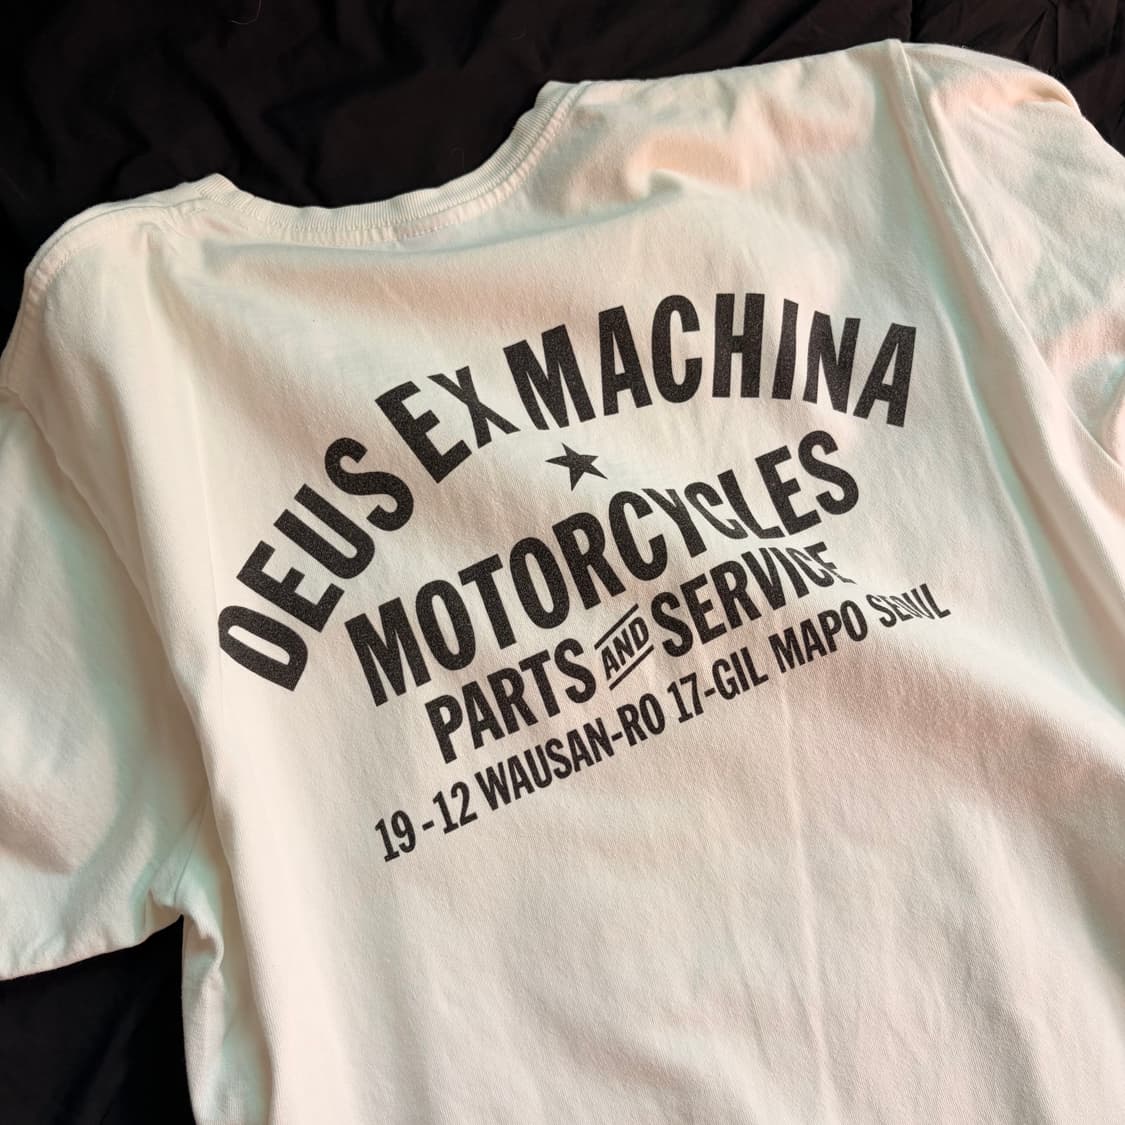 DEUS EX MACHINA
MOTORCYCLES
PARTS AND SERVICE
19-12 WAUSAN-RO 17-GIL MAPO SEOUL